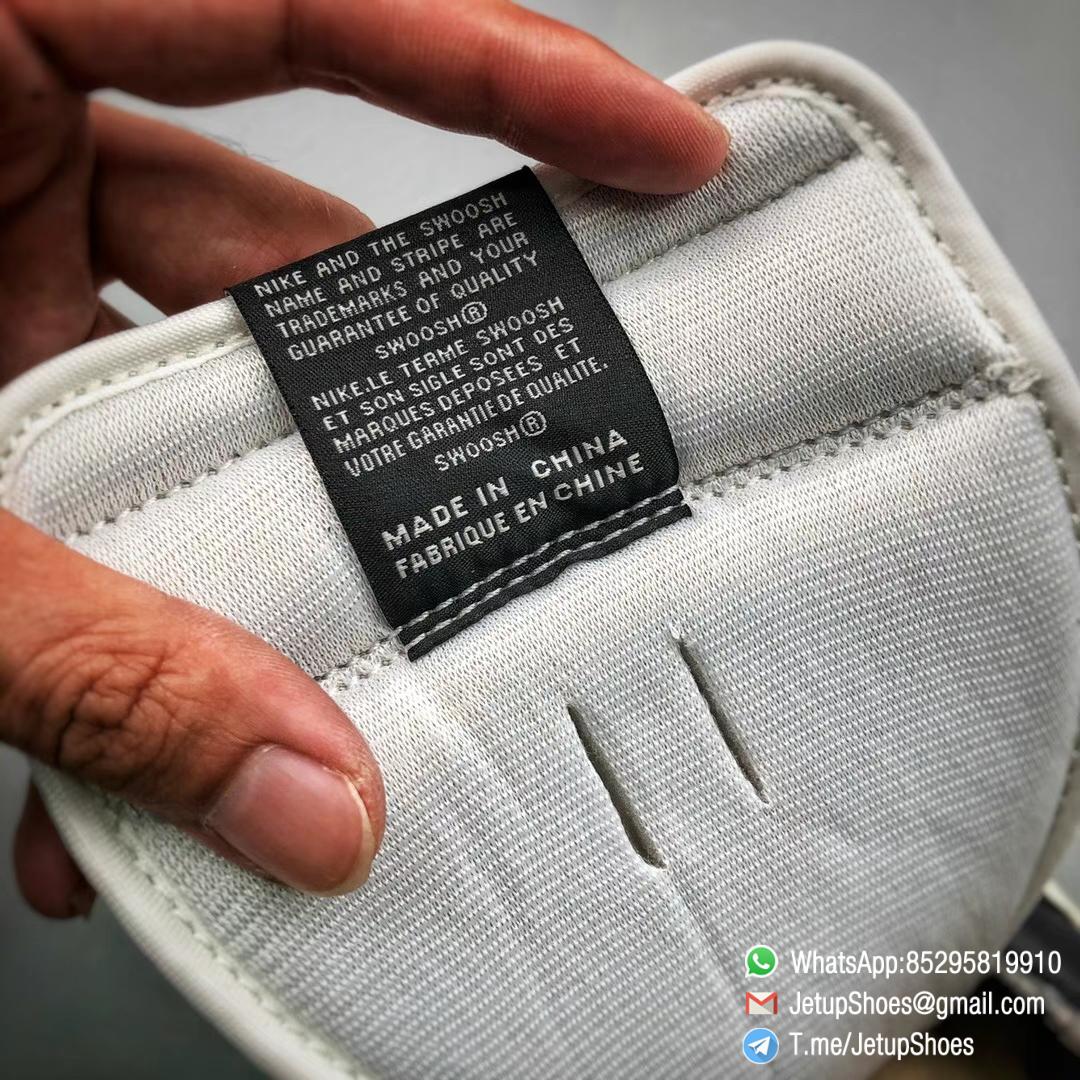 NIKE AND THE SWOOSH
NAME AND STRIPE ARE
TRADEMARKS AND YOUR
GUARANTEE OF QUALITY
SWOOSH®
NIKE.LE TERME SWOOSH
ET SON SIGLE SONT DES
MARQUES DEPOSEES ET
VOTRE GARANTIE DE QUALITE.
SWOOSH®
MADE IN CHINA
FABRIQUE EN CHINE
WhatsApp:85295819910
JetupShoes@gmail.com
T.me/JetupShoes